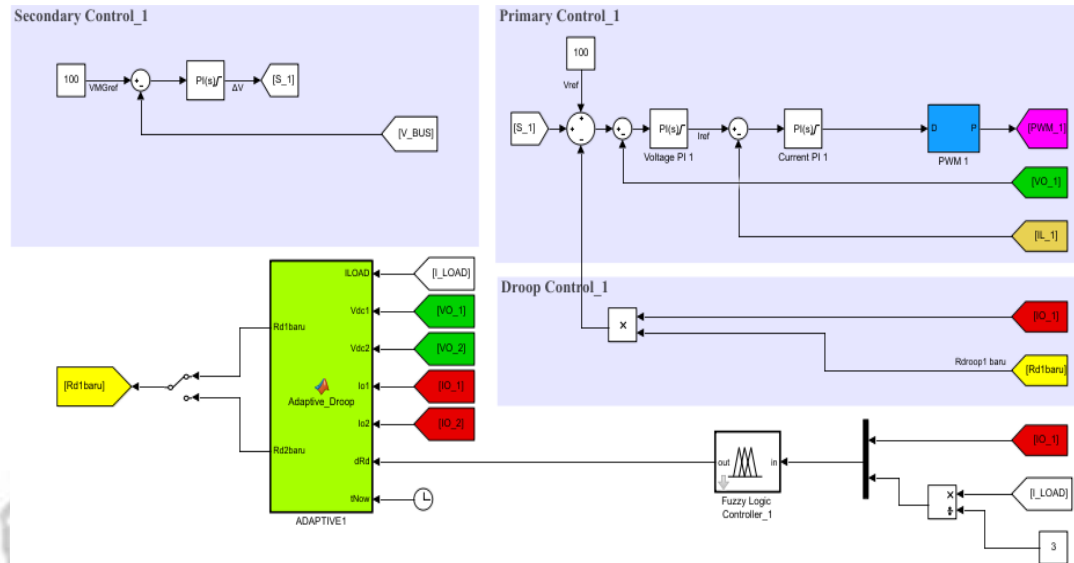 Secondary Control_1
100
VMGref
+
-
PI(s)
ΔV
[S_1]
[V_BUS]
Primary Control_1
100
Vref
[S_1]
+
+
-
+
-
PI(s)
Voltage PI 1
Iref
+
-
PI(s)
Current PI 1
D
P
PWM 1
[PWM_1]
[VO_1]
[IL_1]
Droop Control_1
×
[IO_1]
Rdroop1 baru
[Rd1baru]
[Rd1baru]
Rd1baru
Rd2baru
Adaptive_Droop
ILOAD
Vdc1
Vdc2
Io1
Io2
dRd
tNow
ADAPTIVE1
[I_LOAD]
[VO_1]
[VO_2]
[IO_1]
[IO_2]
out
in
Fuzzy Logic
Controller_1
[IO_1]
[I_LOAD]
×
÷
3